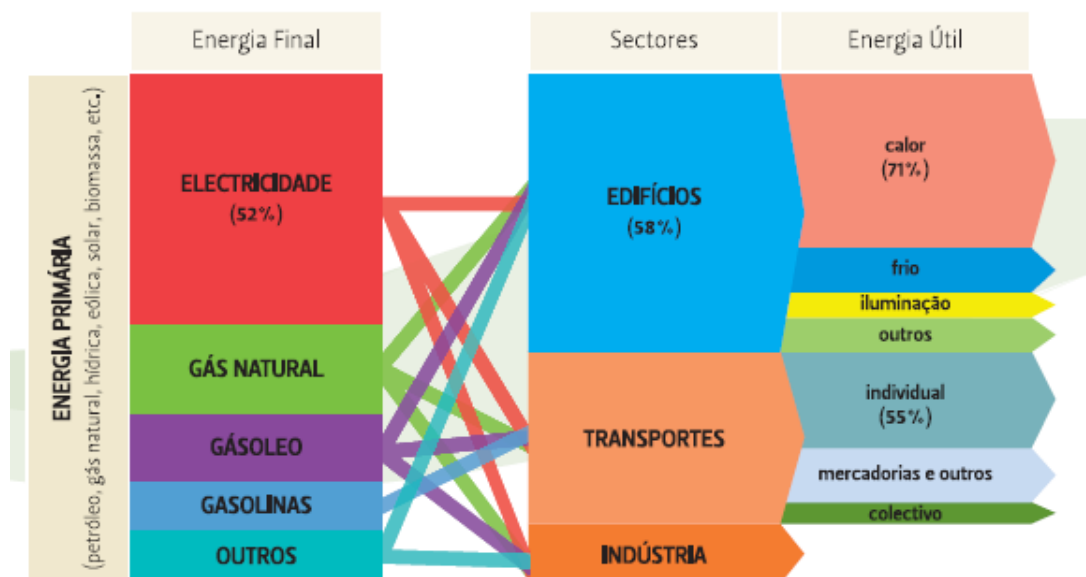 Energia Final
Sectores
Energia Útil
ENERGIA PRIMÁRIA
(petróleo, gás natural, hídrica, eólica, solar, biomassa, etc.)
ELECTRICIDADE
(52%)
GÁS NATURAL
GÁSOLEO
GASOLINAS
OUTROS
EDIFÍCIOS
(58%)
TRANSPORTES
INDÚSTRIA
calor
(71%)
frio
iluminação
outros
individual
(55%)
mercadorias e outros
colectivo